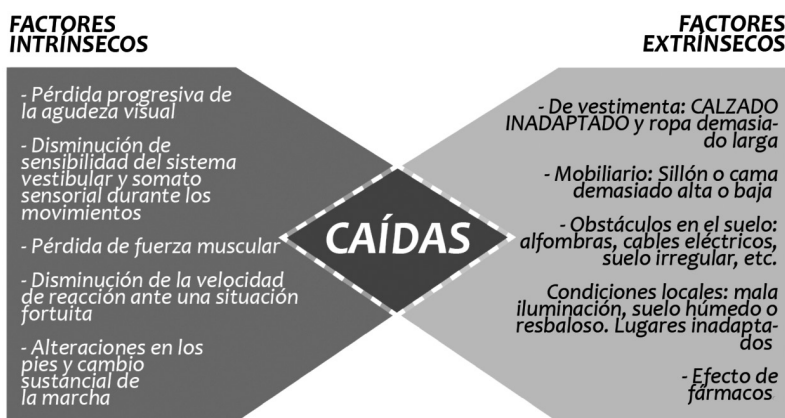 FACTORES
INTRÍNSECOS
- Pérdida progresiva de
la agudeza visual
- Disminución de
sensibilidad del sistema
vestibular y somato
sensorial durante los
movimientos
- Pérdida de fuerza muscular
- Disminución de la velocidad
de reacción ante una situación
fortuita
- Alteraciones en los
pies y cambio
sustancial de
la marcha
CAÍDAS
FACTORES
EXTRÍNSECOS
- De vestimenta: CALZADO
INADAPTADO y ropa demasia-
do larga
- Mobiliario: Sillón o cama
demasiado alta o baja
- Obstáculos en el suelo:
alfombras, cables eléctricos,
suelo irregular, etc.
Condiciones locales: mala
iluminación, suelo húmedo o
resbaloso. Lugares inadapta-
dos
- Efecto de
fármacos